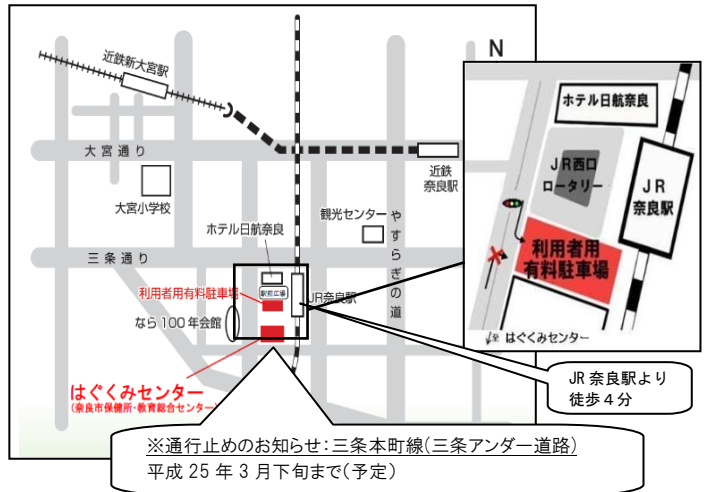 N
近鉄新大宮駅
大宮通り
近鉄
奈良駅
大宮小学校
観光センター
やすらぎの道
ホテル日航奈良
三条通り
駅前広場
利用者用有料駐車場
JR奈良駅
なら100年会館
はぐくみセンター
(奈良市保健所・教育総合センター)
ホテル日航奈良
JR西口
ロータリー
JR
奈良駅
利用者用
有料駐車場
至 はぐくみセンター
JR奈良駅より
徒歩4分
※通行止めのお知らせ:三条本町線(三条アンダー道路)
平成25年3月下旬まで(予定)